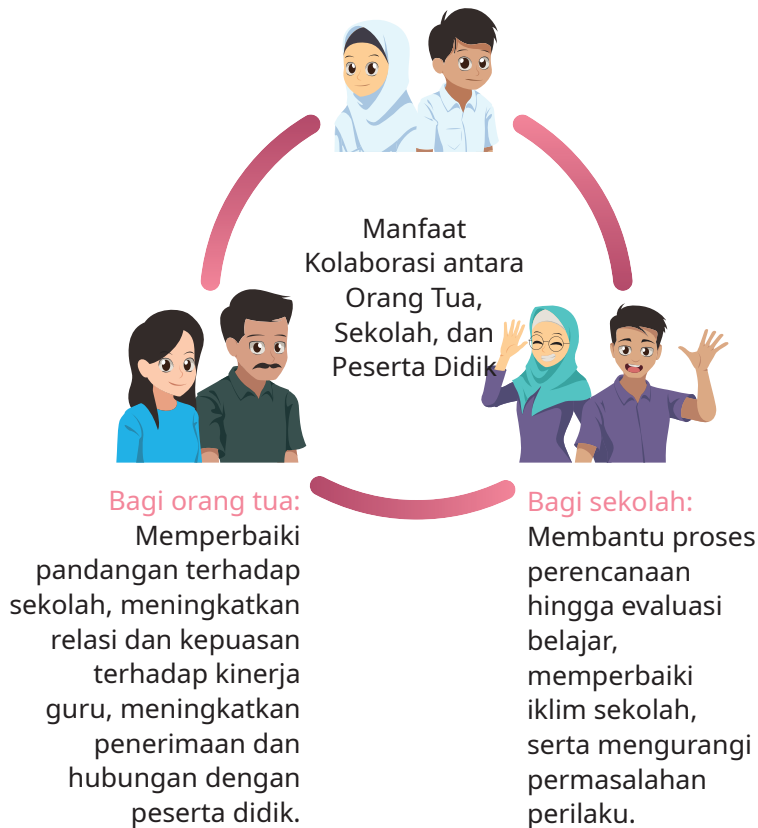 Manfaat
Kolaborasi antara
Orang Tua,
Sekolah, dan
Peserta Didik
Bagi orang tua:
Memperbaiki
pandangan terhadap
sekolah, meningkatkan
relasi dan kepuasan
terhadap kinerja
guru, meningkatkan
penerimaan dan
hubungan dengan
peserta didik.
Bagi sekolah:
Membantu proses
perencanaan
hingga evaluasi
belajar,
memperbaiki
iklim sekolah,
serta mengurangi
permasalahan
perilaku.